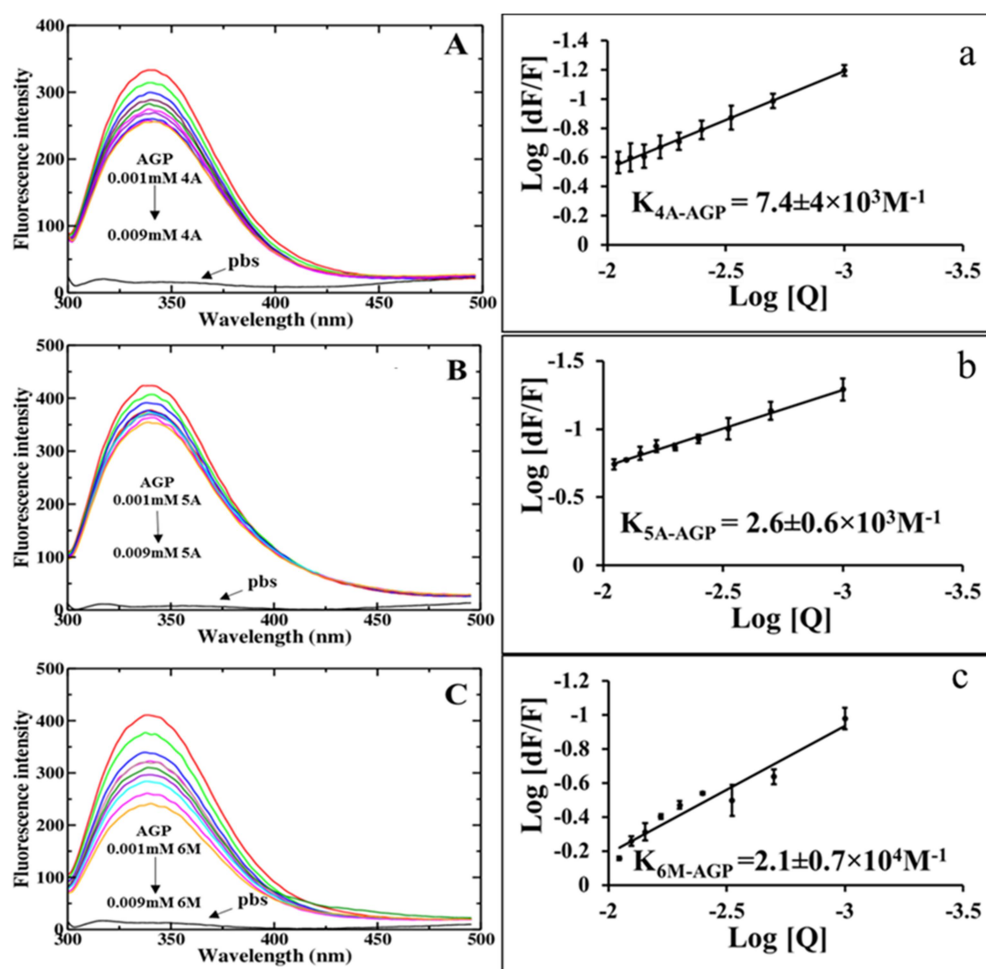 A
Fluorescence intensity
400
300
200
100
0
AGP
0.001mM 4A
0.009mM 4A
pbs
300
350
400
450
500
Wavelength (nm)
a
Log [dF/F]
-1.4
-1.2
-1
-0.8
-0.6
-0.4
-0.2
0
K4A-AGP = 7.4±4×10³M⁻¹
-2
-2.5
-3
-3.5
Log [Q]
B
Fluorescence intensity
500
400
300
200
100
0
AGP
0.001mM 5A
0.009mM 5A
pbs
300
350
400
450
500
Wavelength (nm)
b
Log [dF/F]
-1.5
-1
-0.5
0
K5A-AGP = 2.6±0.6×10³M⁻¹
-2
-2.5
-3
-3.5
Log [Q]
C
Fluorescence intensity
500
400
300
200
100
0
AGP
0.001mM 6M
0.009mM 6M
pbs
300
350
400
450
500
Wavelength (nm)
c
Log [dF/F]
-1.2
-1
-0.8
-0.6
-0.4
-0.2
0
K6M-AGP =2.1±0.7×10⁴M⁻¹
-2
-2.5
-3
-3.5
Log [Q]